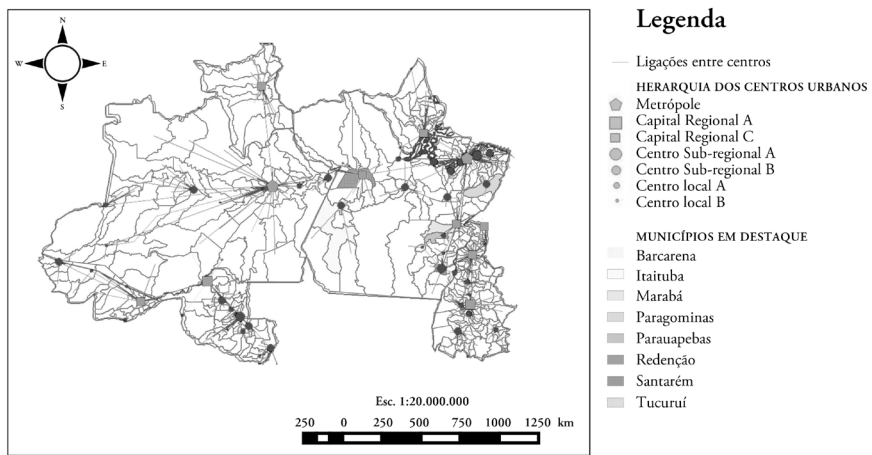 Legenda
N
W
E
S
Ligações entre centros
HERARQUIA DOS CENTROS URBANOS
Metrópole
Capital Regional A
Capital Regional C
Centro Sub-regional A
Centro Sub-regional B
Centro local A
Centro local B
MUNICÍPIOS EM DESTAQUE
Barcarena
Itaituba
Marabá
Paragominas
Parauapebas
Redenção
Santarém
Tucuruí
Esc. 1:20.000.000
250 0 250 500 750 1000 1250 km